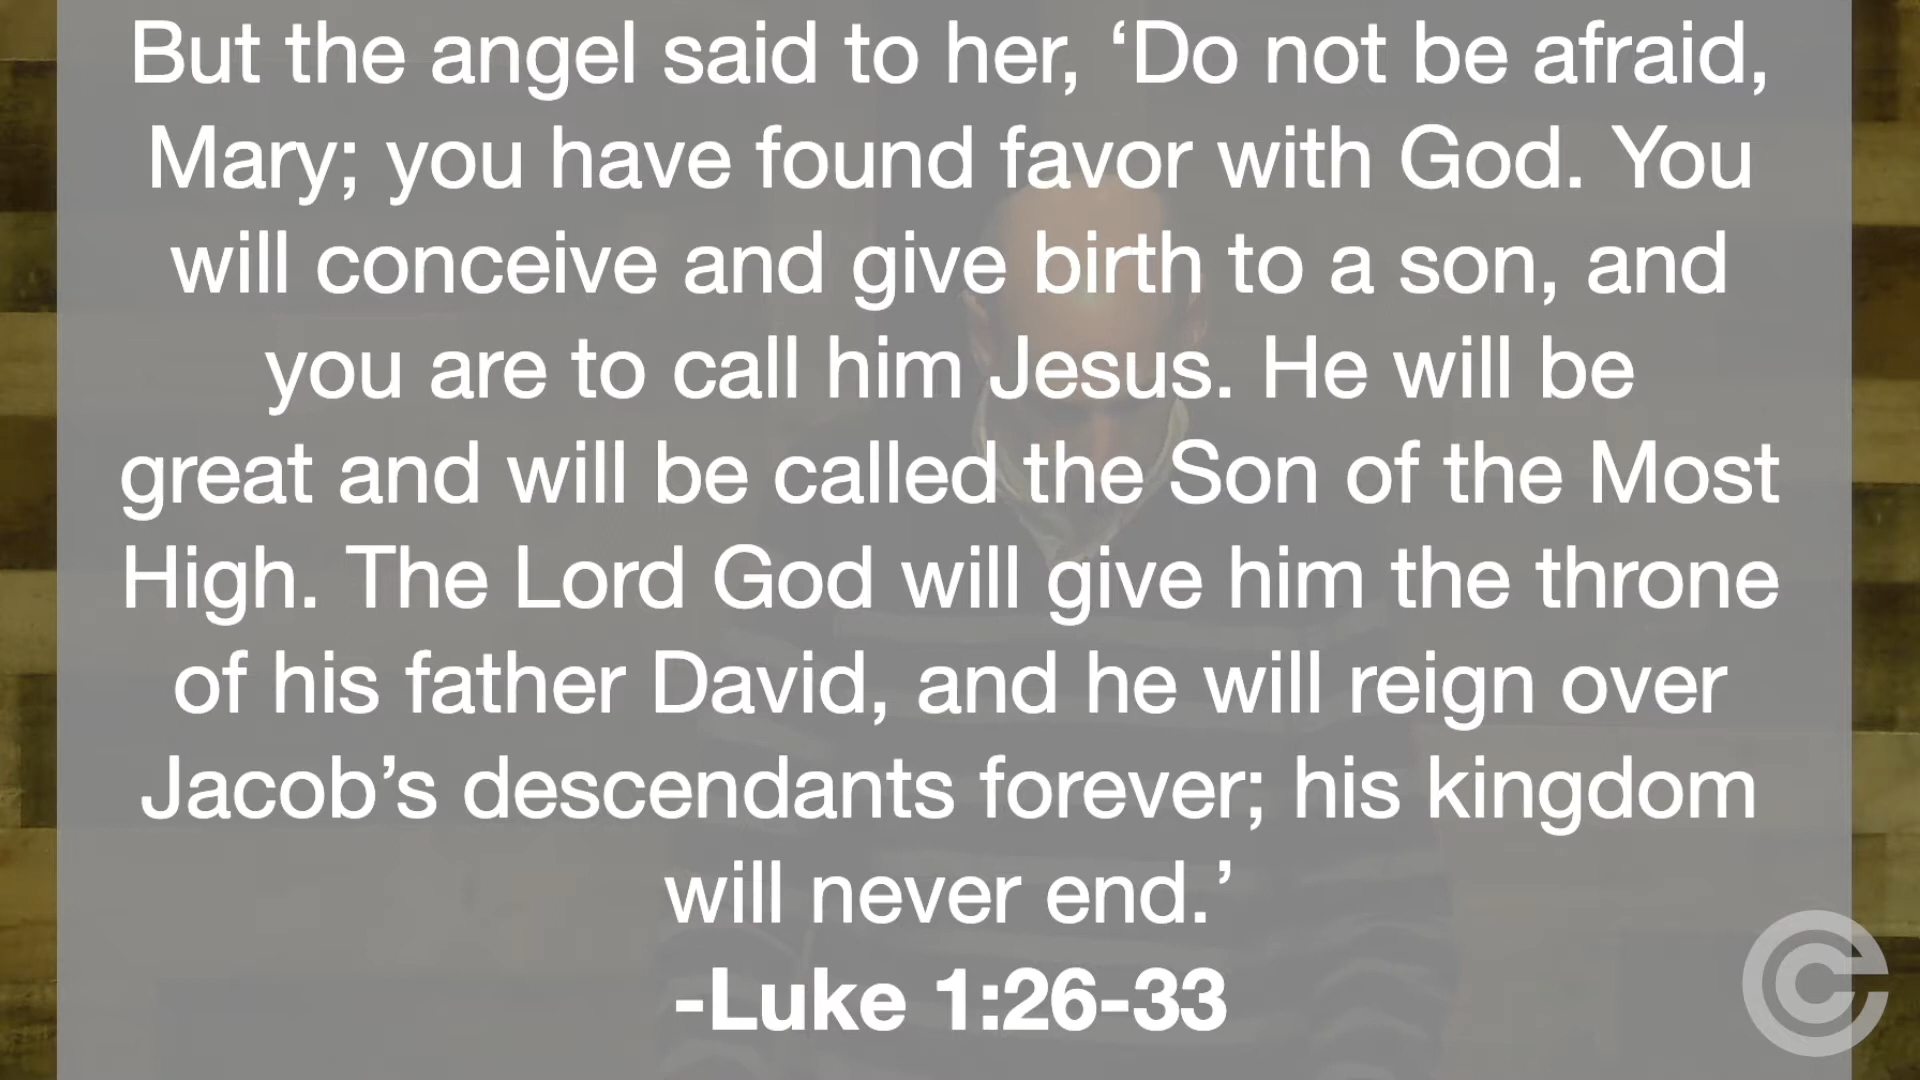 But the angel said to her, ‘Do not be afraid,
Mary; you have found favor with God. You
will conceive and give birth to a son, and
you are to call him Jesus. He will be
great and will be called the Son of the Most
High. The Lord God will give him the throne
of his father David, and he will reign over
Jacob’s descendants forever; his kingdom
will never end.’
-Luke 1:26-33